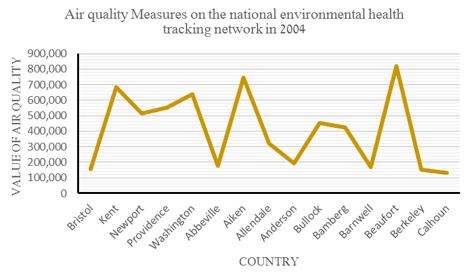 Air quality Measures on the national environmental health
tracking network in 2004
900,000
800,000
700,000
600,000
500,000
400,000
300,000
200,000
100,000
0
VALUE OF AIR QUALITY
Bristol
Kent
Newport
Providence
Washington
Abbeville
Aiken
Allendale
Anderson
Bullock
Bamberg
Barnwell
Beaufort
Berkeley
Calhoun
COUNTRY